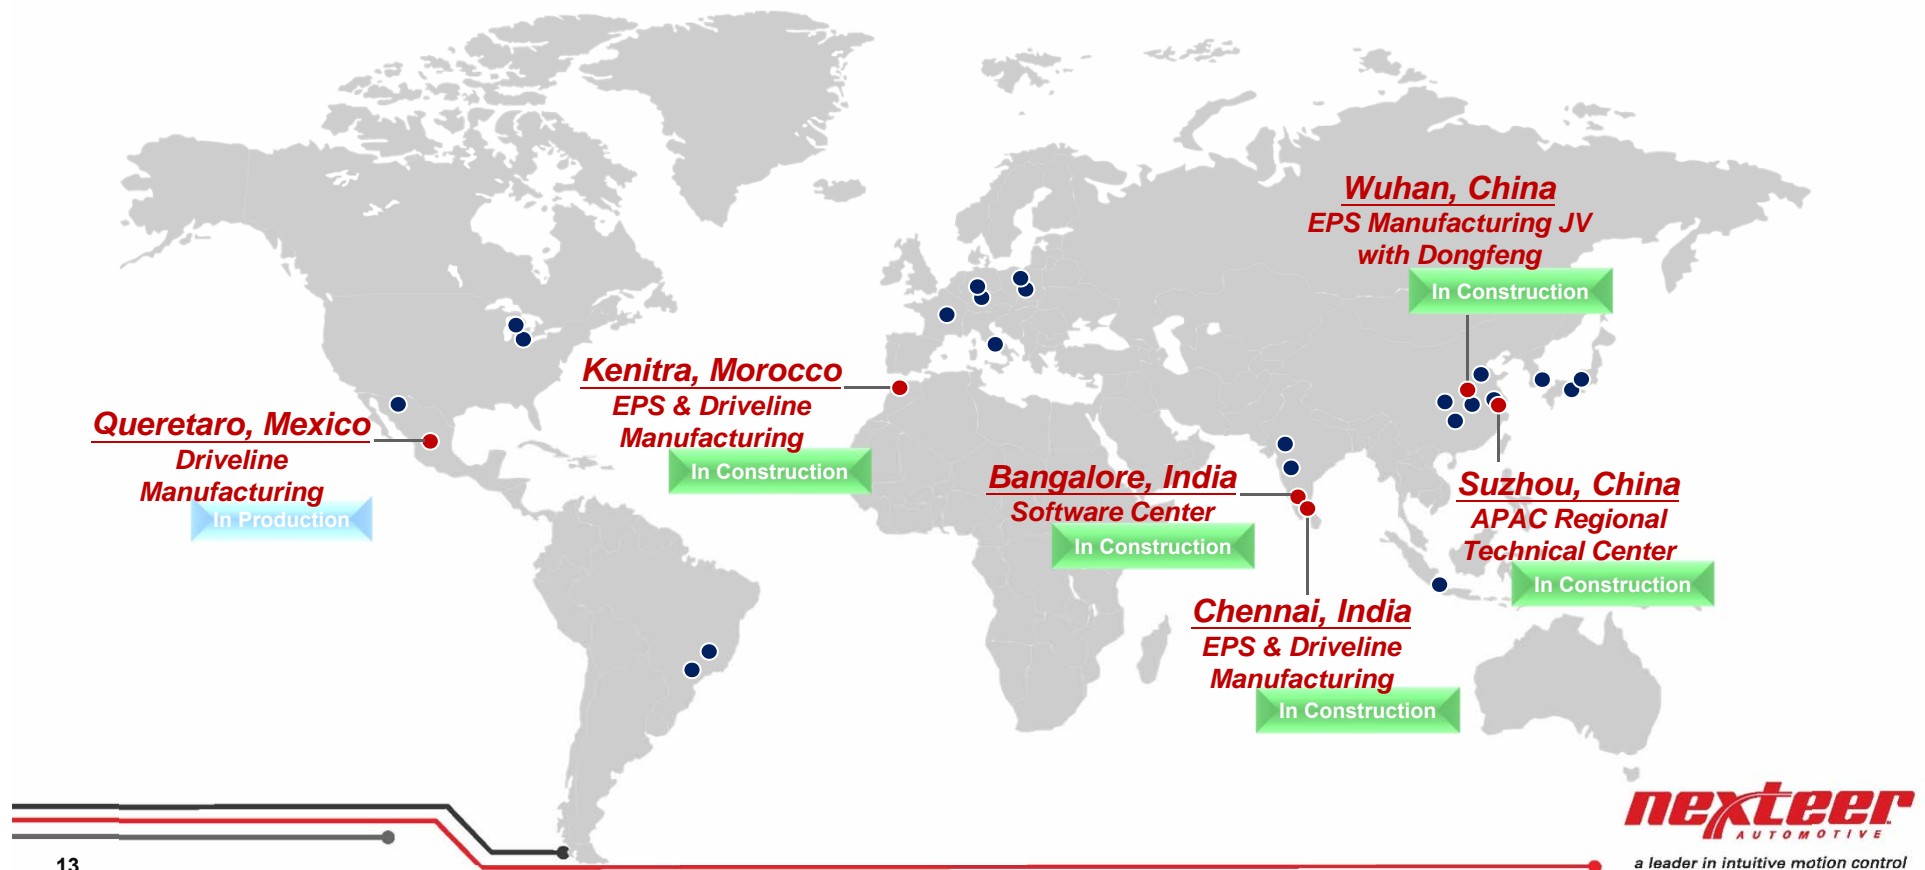 Wuhan, China
EPS Manufacturing JV
with Dongfeng
In Construction
Kenitra, Morocco
EPS & Driveline
Manufacturing
In Construction
Queretaro, Mexico
Driveline
Manufacturing
In Production
Bangalore, India
Software Center
In Construction
Suzhou, China
APAC Regional
Technical Center
In Construction
Chennai, India
EPS & Driveline
Manufacturing
In Construction
nexteer
AUTOMOTIVE
a leader in intuitive motion control
13